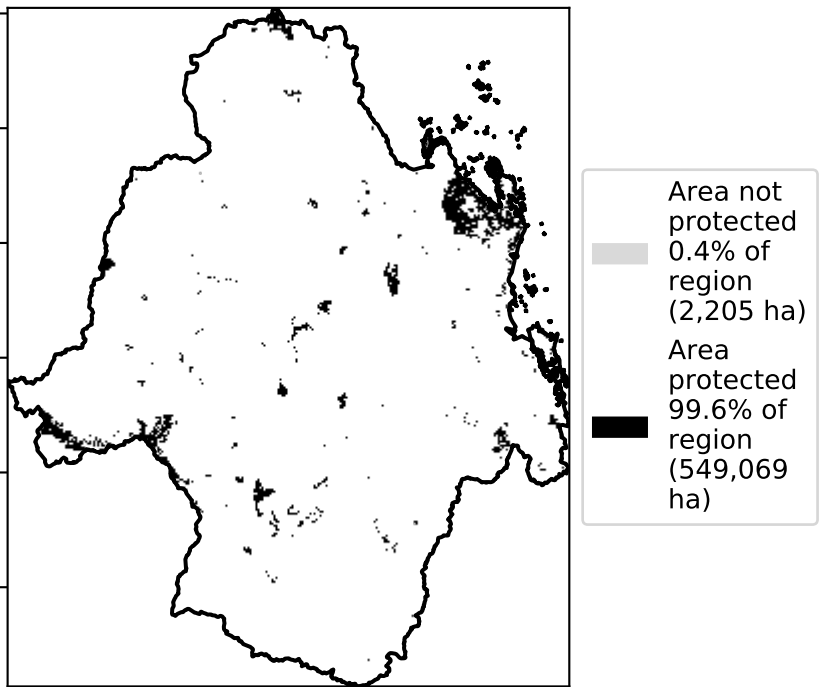 Area not
protected
0.4% of
region
(2,205 ha)
Area
protected
99.6% of
region
(549,069
ha)